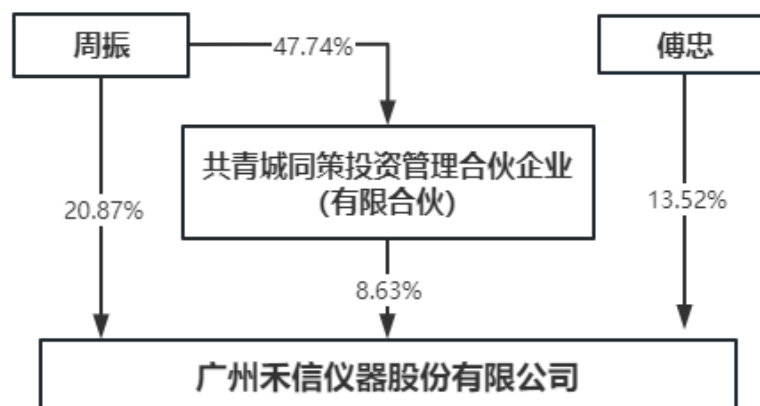 周振
47.74%
傅忠
共青城同策投资管理合伙企业
(有限合伙)
20.87%
13.52%
8.63%
广州禾信仪器股份有限公司